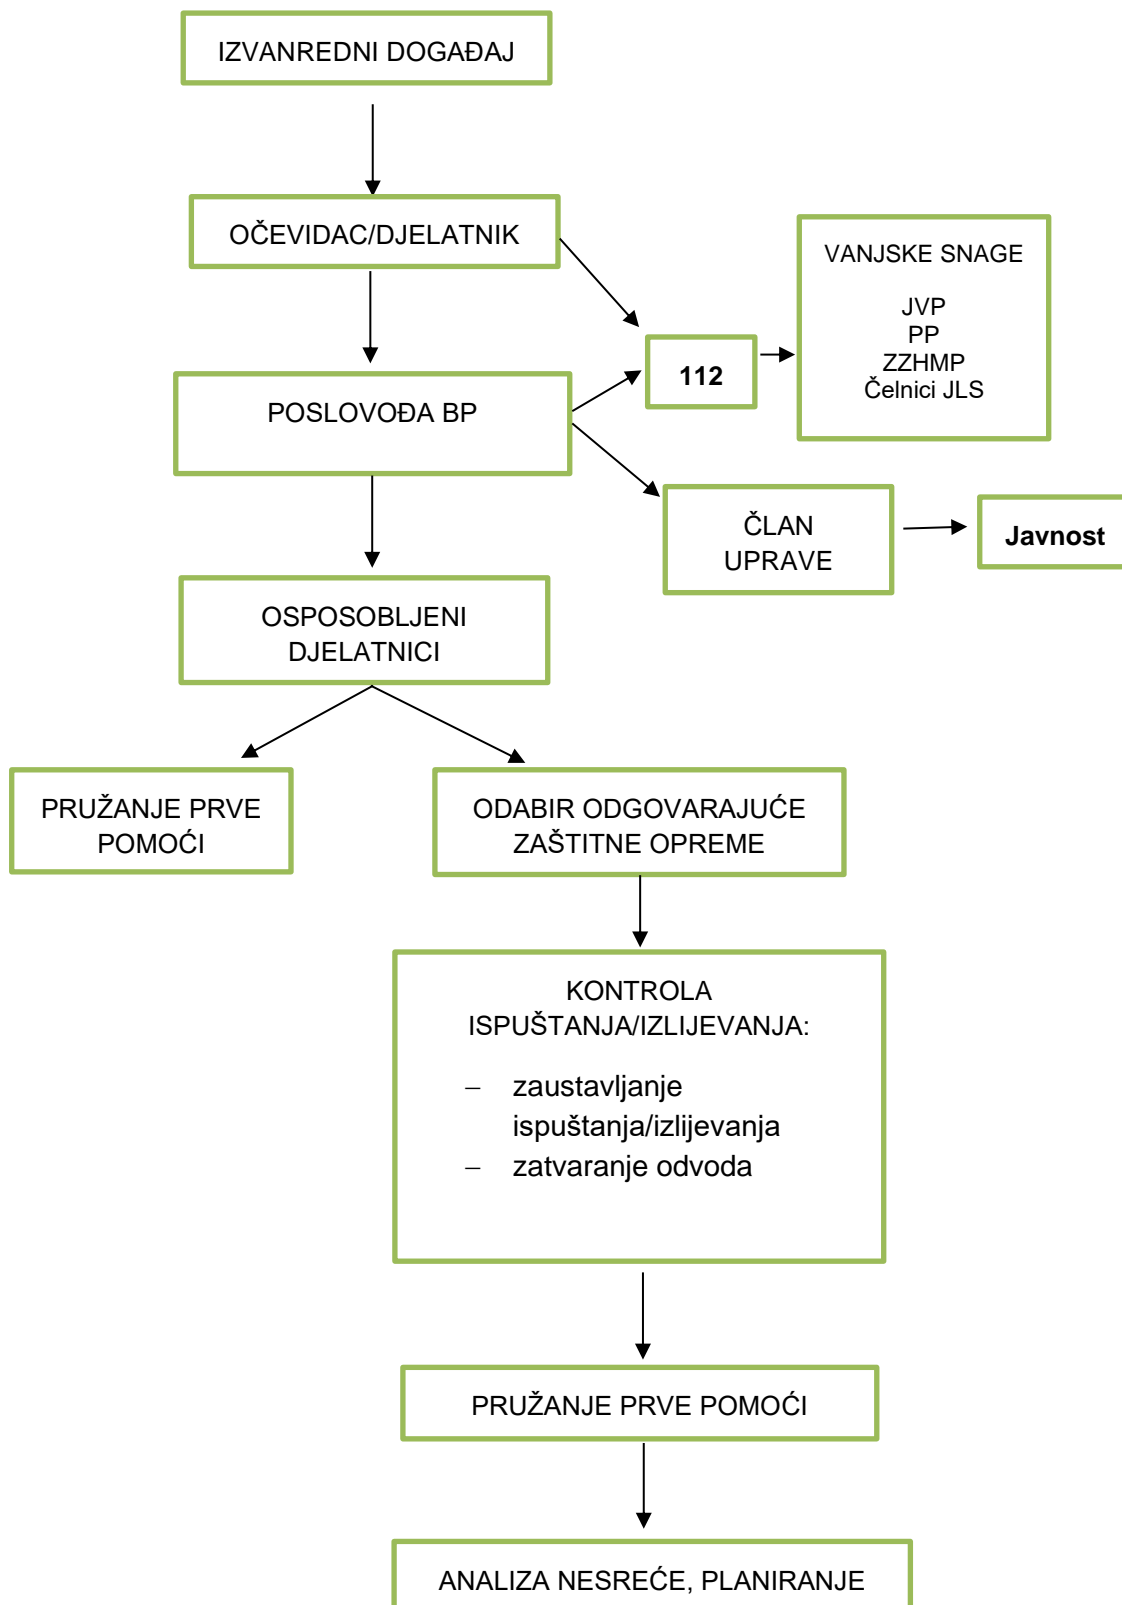 IZVANREDNI DOGAĐAJ
OČEVIDAC/DJELATNIK
VANJSKE SNAGE
JVP
PP
ZZHMP
Čelnici JLS
112
POSLOVOĐA BP
ČLAN
UPRAVE
Javnost
OSPOSOBLJENI
DJELATNICI
PRUŽANJE PRVE
POMOĆI
ODABIR ODGOVARAJUĆE
ZAŠTITNE OPREME
KONTROLA
ISPUŠTANJA/IZLIJEVANJA:
– zaustavljanje
ispuštanja/izlijevanja
– zatvaranje odvoda
PRUŽANJE PRVE POMOĆI
ANALIZA NESREĆE, PLANIRANJE